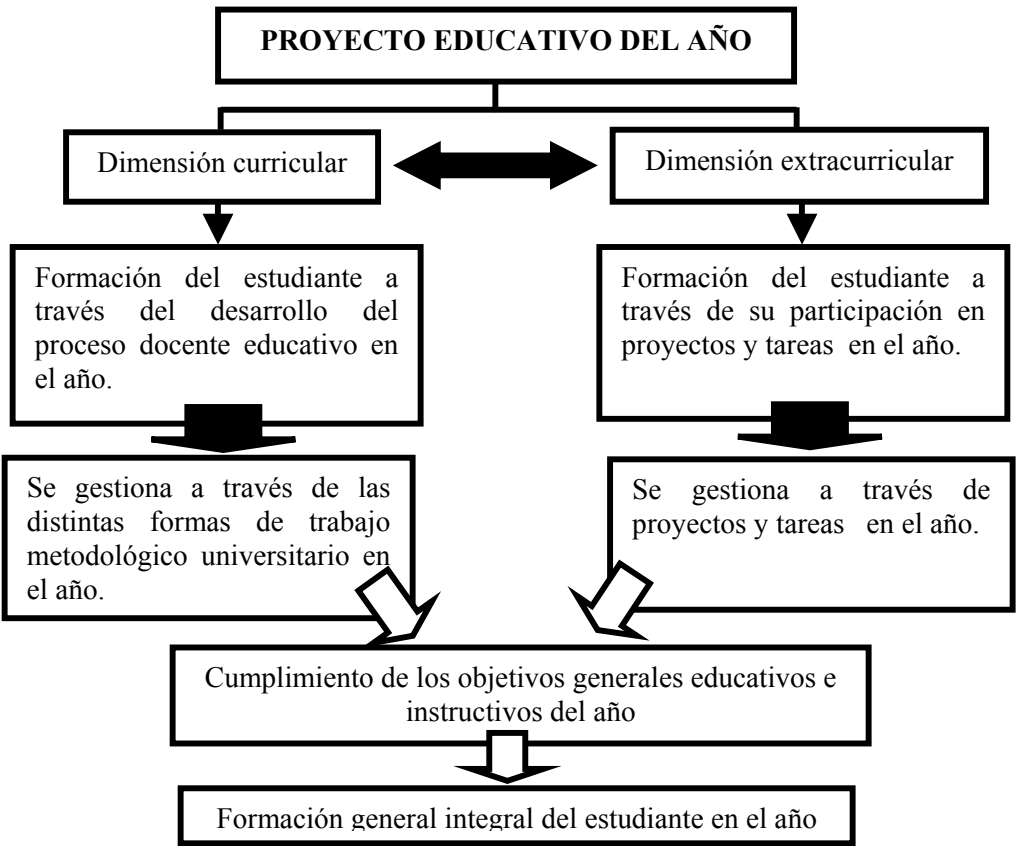 PROYECTO EDUCATIVO DEL AÑO
Dimensión curricular
Dimensión extracurricular
Formación del estudiante a
través del desarrollo del
proceso docente educativo en
el año.
Formación del estudiante a
través de su participación en
proyectos y tareas en el año.
Se gestiona a través de las
distintas formas de trabajo
metodológico universitario en
el año.
Se gestiona a través de
proyectos y tareas en el año.
Cumplimiento de los objetivos generales educativos e
instructivos del año
Formación general integral del estudiante en el año